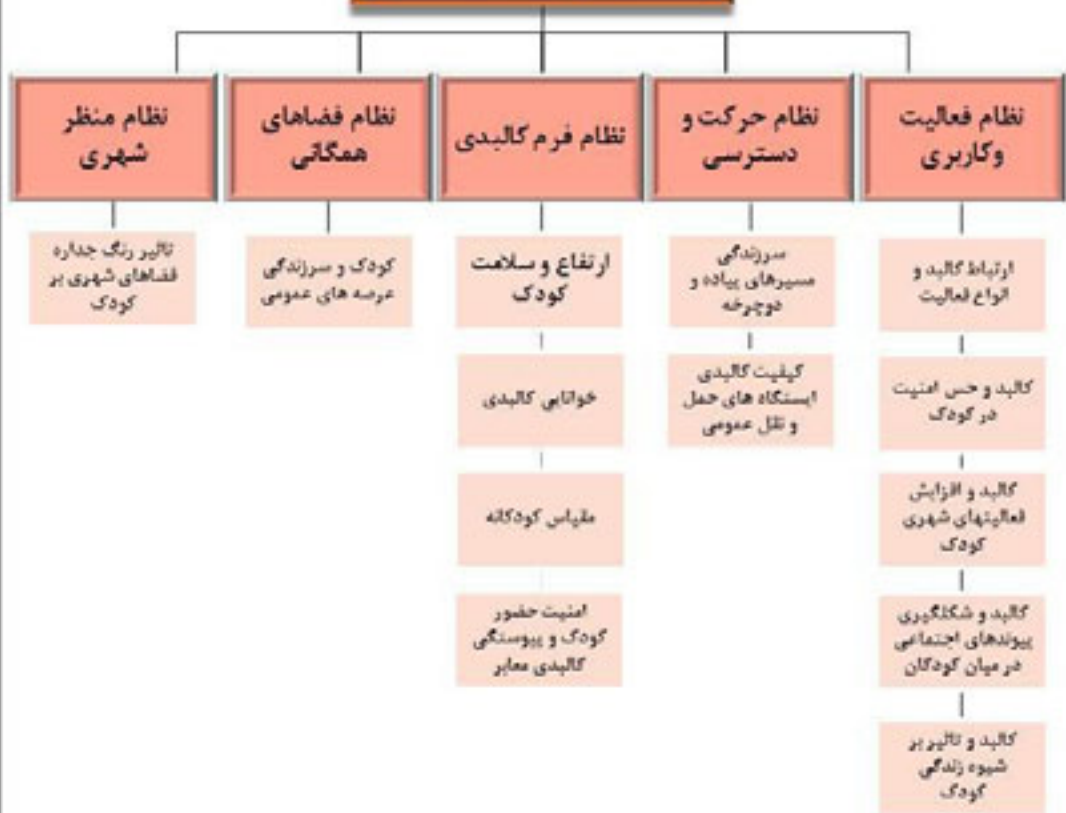 نظام فعالیت
وکاربری
ارتباط کالبد و
انواع فعالیت
کالبد و حس امنیت
در کودک
کالبد و افزایش
فعالیتهای شهری
کودک
کالبد و شکلگیری
پیوندهای اجتماعی
در میان کودکان
کالبد و تاثیر بر
شیوه زندگی
کودک
نظام حرکت و
دسترسی
سرزندگی
مسیرهای پیاده و
دوچرخه
کیفیت کالبدی
ایستگاه های حمل
و نقل عمومی
نظام فرم کالبدی
ارتفاع و سلامت
کودک
خوانایی کالبدی
مقیاس کودکانه
امنیت حضور
کودک و پیوستگی
کالبدی معابر
نظام فضاهای
همگانی
کودک و سرزندگی
عرصه های عمومی
نظام منظر
شهری
تاثیر رنگ جداره
فضاهای شهری بر
کودک